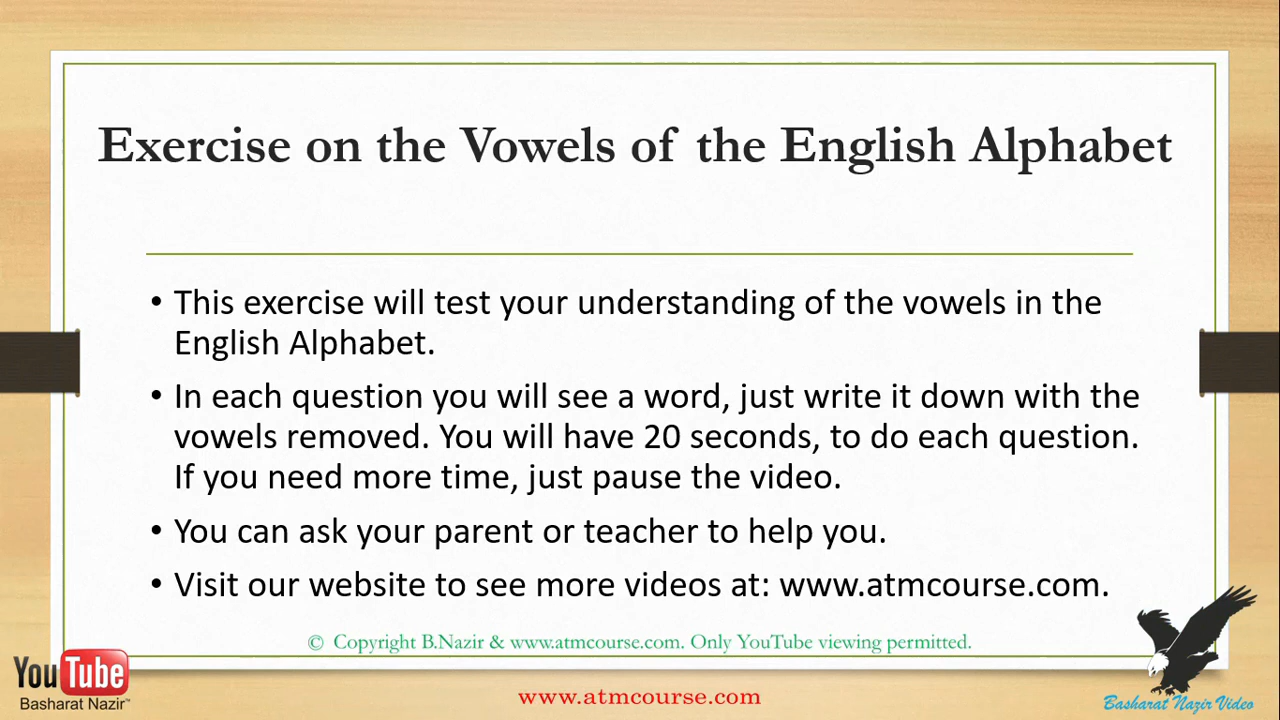 Exercise on the Vowels of the English Alphabet
• This exercise will test your understanding of the vowels in the
English Alphabet.
• In each question you will see a word, just write it down with the
vowels removed. You will have 20 seconds, to do each question.
If you need more time, just pause the video.
• You can ask your parent or teacher to help you.
• Visit our website to see more videos at: www.atmcourse.com.
© Copyright B.Nazir & www.atmcourse.com. Only YouTube viewing permitted.
YouTube
Basharat Nazir™
www.atmcourse.com
Basharat Nazir Video